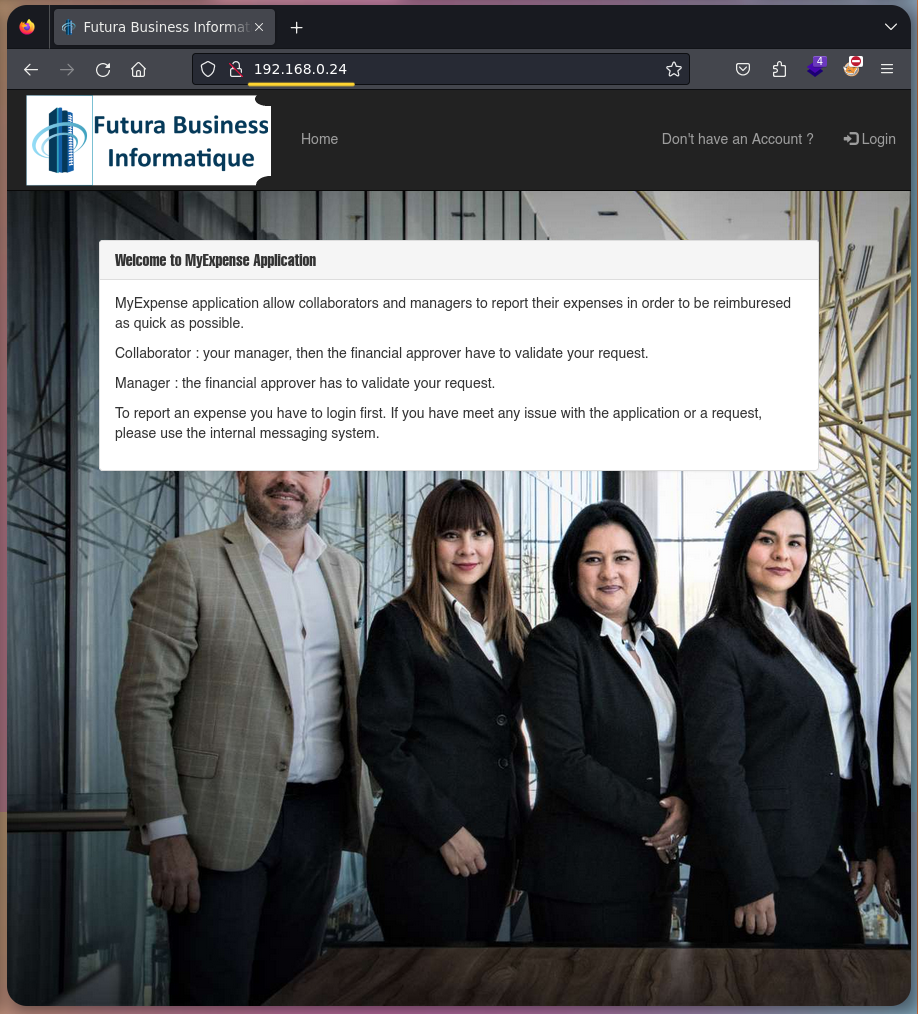 Futura Business Informat
192.168.0.24
4
Futura Business
Informatique
Home
Don't have an Account ?
Login
Welcome to MyExpense Application
MyExpense application allow collaborators and managers to report their expenses in order to be reimburesed
as quick as possible.
Collaborator : your manager, then the financial approver have to validate your request.
Manager : the financial approver has to validate your request.
To report an expense you have to login first. If you have meet any issue with the application or a request,
please use the internal messaging system.